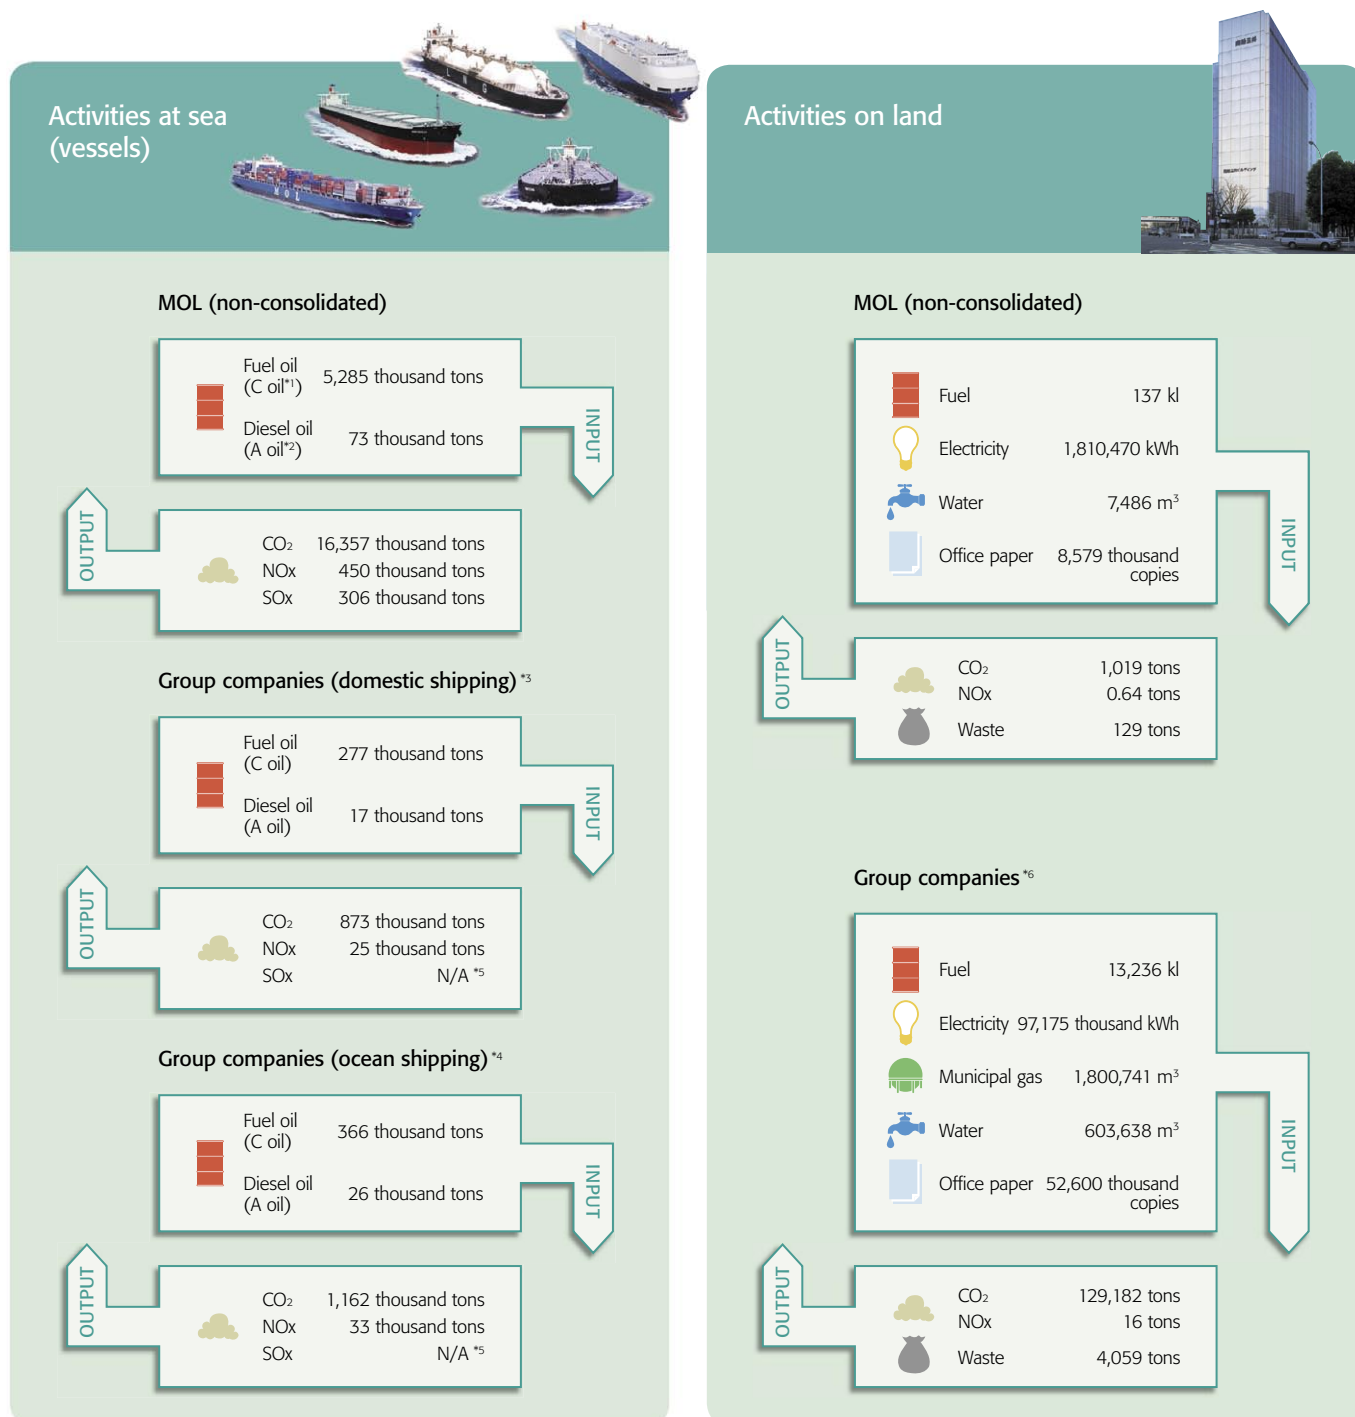 Activities at sea
(vessels)
L N G
M O L
MOL (non-consolidated)
Fuel oil
(C oil*1) 5,285 thousand tons
Diesel oil
(A oil*2) 73 thousand tons
INPUT
OUTPUT
CO2 16,357 thousand tons
NOx 450 thousand tons
SOx 306 thousand tons
Group companies (domestic shipping) *3
Fuel oil
(C oil) 277 thousand tons
Diesel oil
(A oil) 17 thousand tons
INPUT
OUTPUT
CO2 873 thousand tons
NOx 25 thousand tons
SOx N/A *5
Group companies (ocean shipping) *4
Fuel oil
(C oil) 366 thousand tons
Diesel oil
(A oil) 26 thousand tons
INPUT
OUTPUT
CO2 1,162 thousand tons
NOx 33 thousand tons
SOx N/A *5
Activities on land
MOL (non-consolidated)
Fuel 137 kl
Electricity 1,810,470 kWh
Water 7,486 m3
Office paper 8,579 thousand
copies
INPUT
OUTPUT
CO2 1,019 tons
NOx 0.64 tons
Waste 129 tons
Group companies *6
Fuel 13,236 kl
Electricity 97,175 thousand kWh
Municipal gas 1,800,741 m3
Water 603,638 m3
Office paper 52,600 thousand
copies
INPUT
OUTPUT
CO2 129,182 tons
NOx 16 tons
Waste 4,059 tons